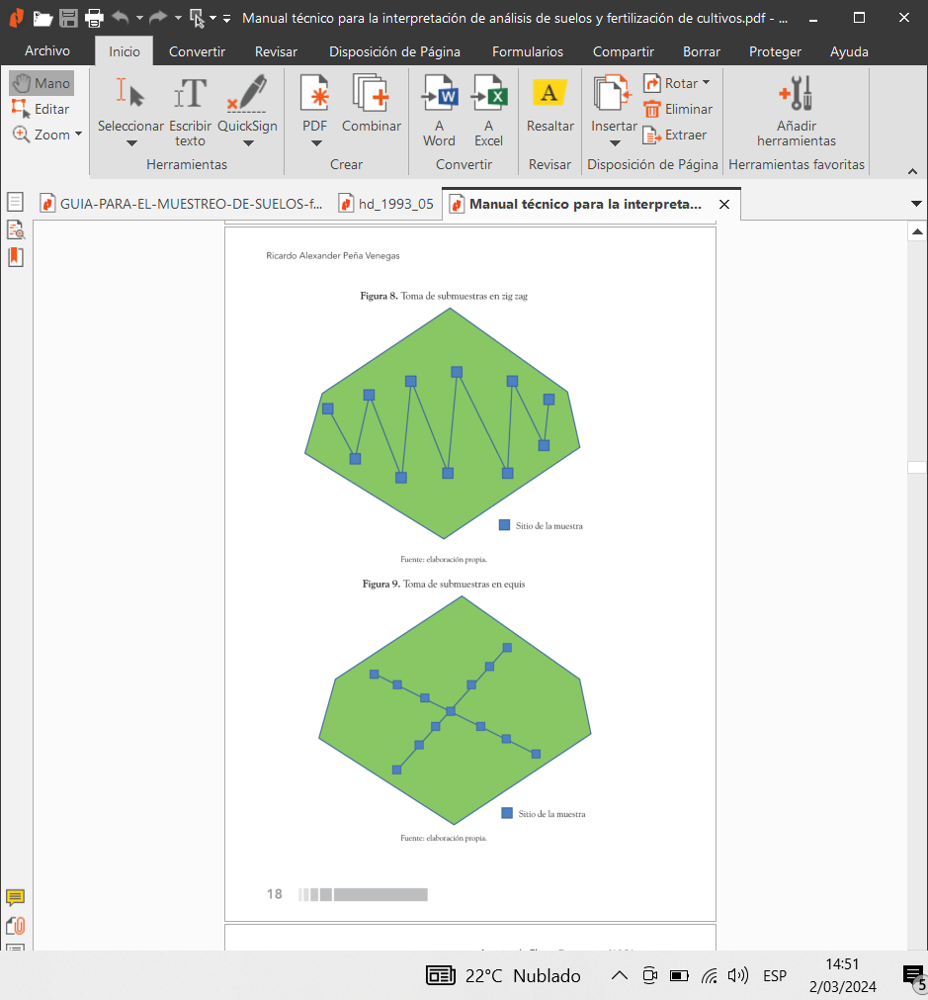 Manual técnico para la interpretación de análisis de suelos y fertilización de cultivos.pdf - ...
Archivo Inicio Convertir Revisar Disposición de Página Formularios Compartir Borrar Proteger Ayuda
Mano
Editar
Zoom
Seleccionar
Escribir
texto
QuickSign
Herramientas
PDF
Combinar
Crear
A
Word
A
Excel
Convertir
A
Resaltar
Revisar
Insertar
Rotar
Eliminar
Extraer
Disposición de Página
Añadir
herramientas
Herramientas favoritas
GUIA-PARA-EL-MUESTREO-DE-SUELOS-f... hd_1993_05 Manual técnico para la interpreta...
Ricardo Alexander Peña Venegas
Figura 8. Toma de submuestras en zig zag
Sitio de la muestra
Fuente: elaboración propia.
Figura 9. Toma de submuestras en equis
Sitio de la muestra
Fuente: elaboración propia.
18
22°C Nublado
ESP
14:51
2/03/2024
5